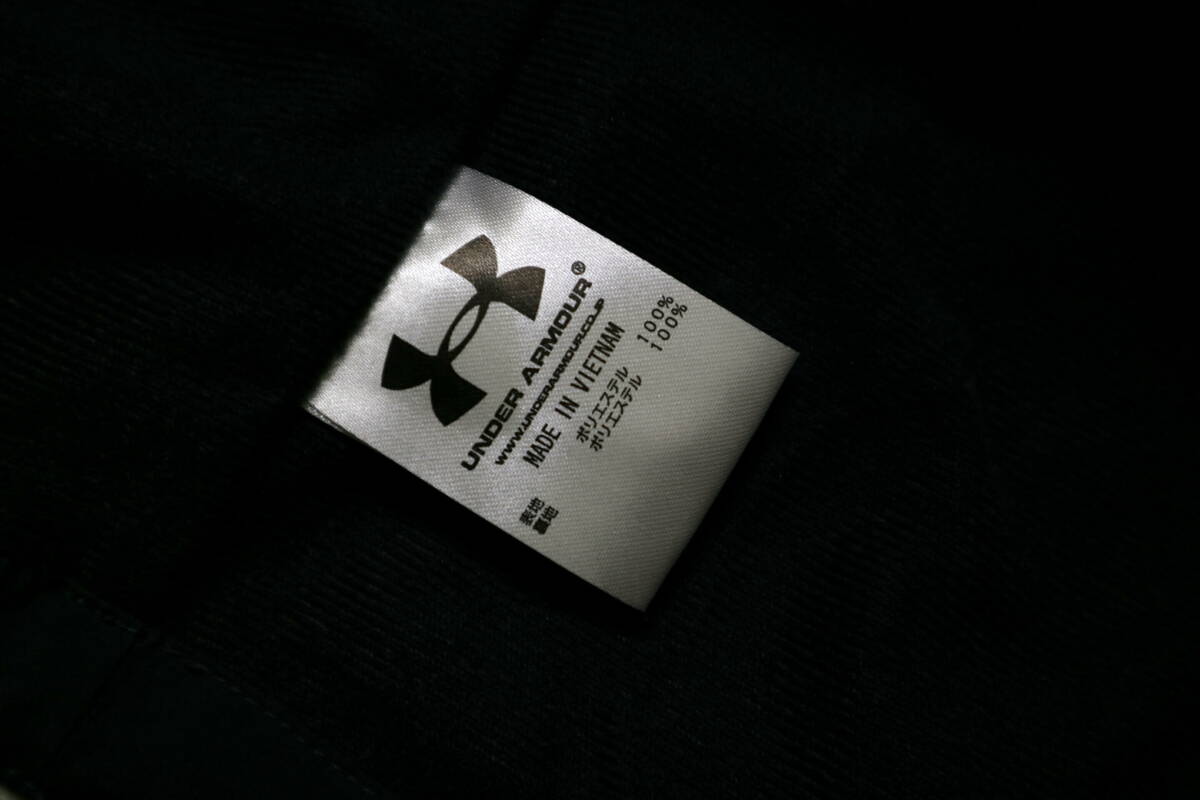 UNDER ARMOUR®
WWW.UNDERARMOUR.CO.JP
MADE IN VIETNAM
表地 ポリエステル 100%
裏地 ポリエステル 100%